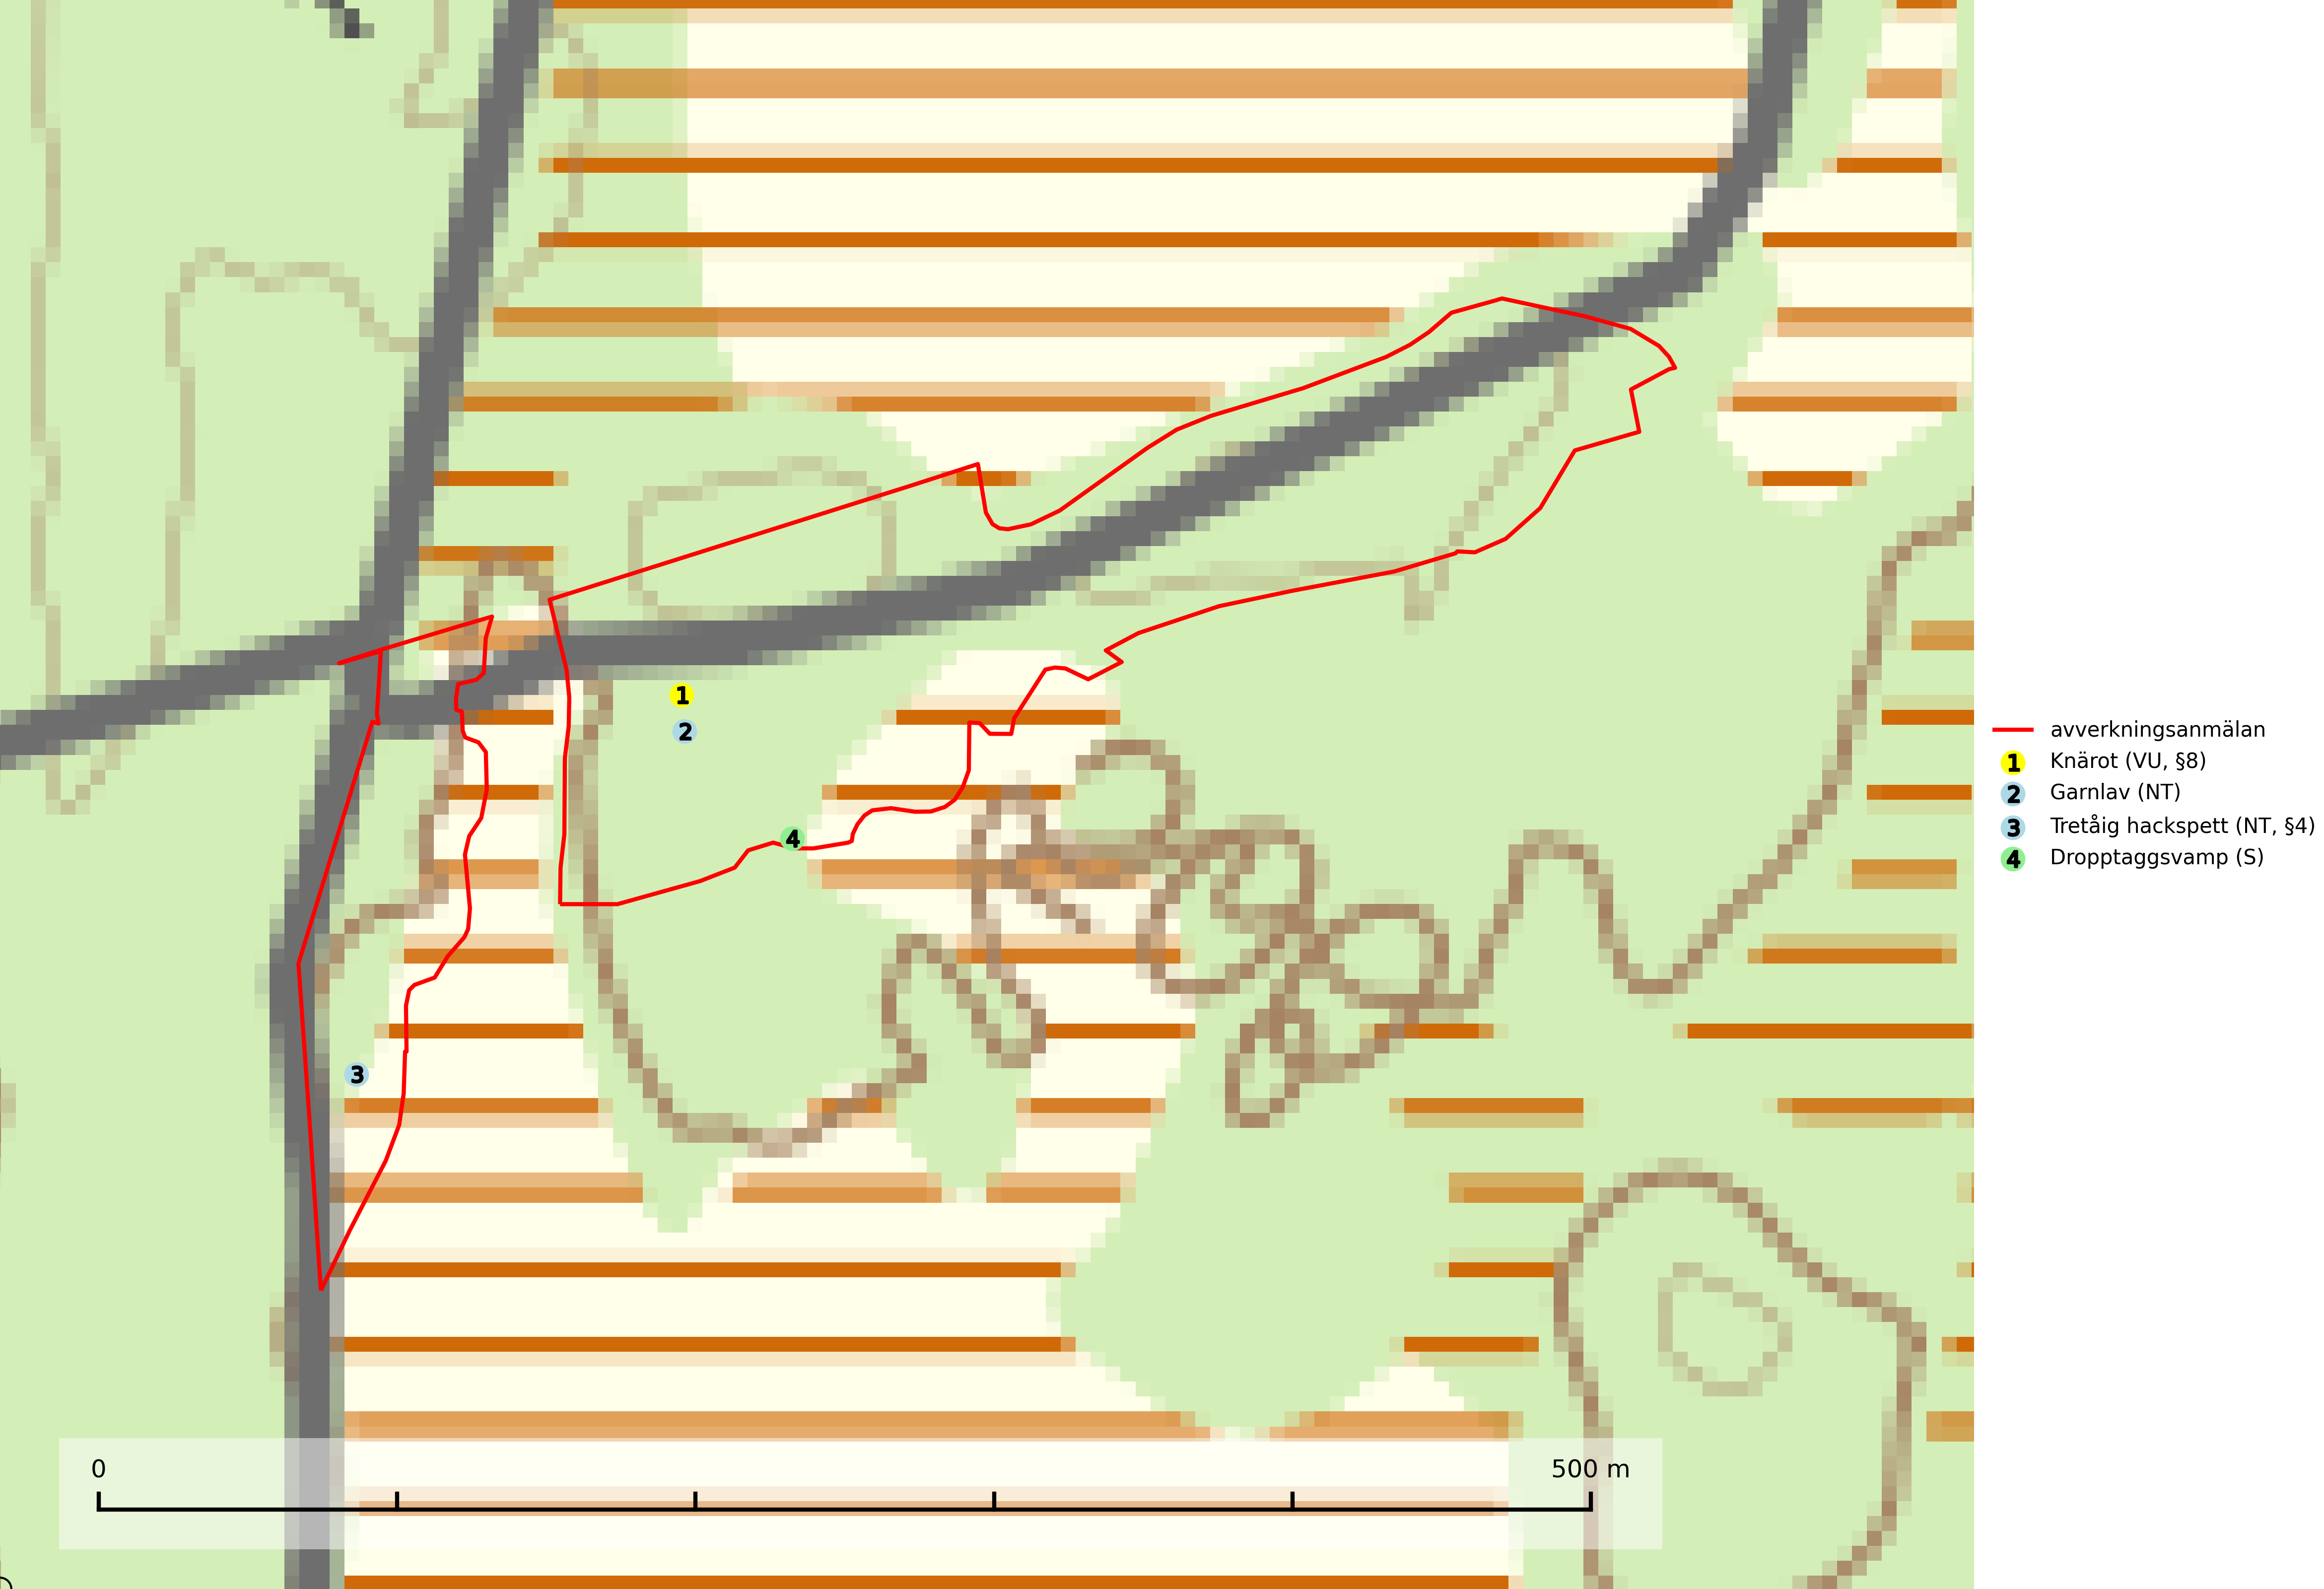 1
2
4
3
avverkningsanmälan
1 Knärot (VU, §8)
2 Garnlav (NT)
3 Tretåig hackspett (NT, §4)
4 Dropptaggsvamp (S)
0 500 m